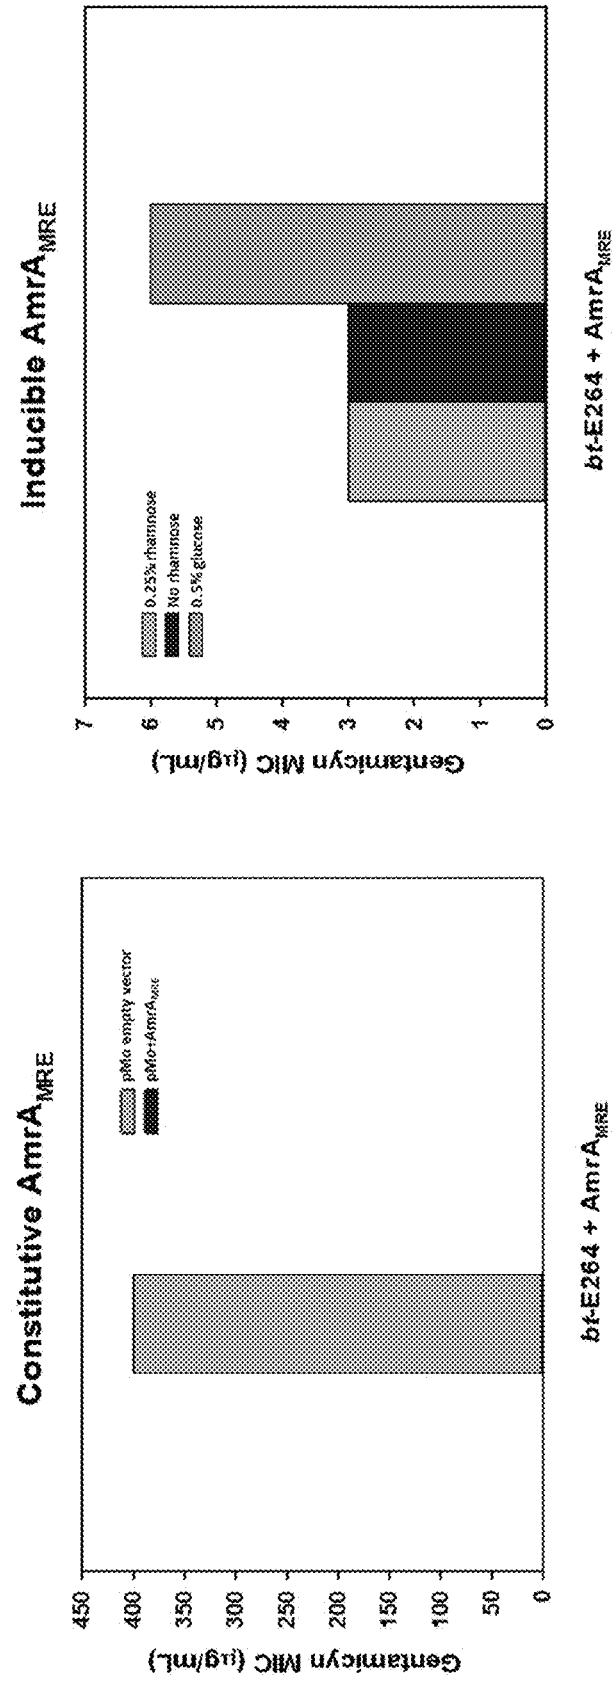 Constitutive AmrA_MRE
Gentamicyn MIC (µg/mL)
450
400
350
300
250
200
150
100
50
0
pMo empty vector
pMo+AmrA_MRE
bt-E264 + AmrA_MRE
Inducible AmrA_MRE
Gentamicyn MIC (µg/mL)
7
6
5
4
3
2
1
0
0.25% rhamnose
No rhamnose
0.5% glucose
bt-E264 + AmrA_MRE